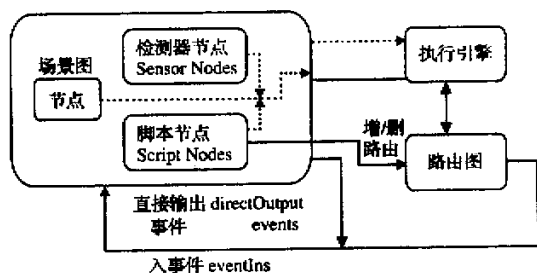 场景图
节点
检测器节点
Sensor Nodes
脚本节点
Script Nodes
执行引擎
增/删
路由
路由图
直接输出 directOutput
事件 events
入事件 eventIns